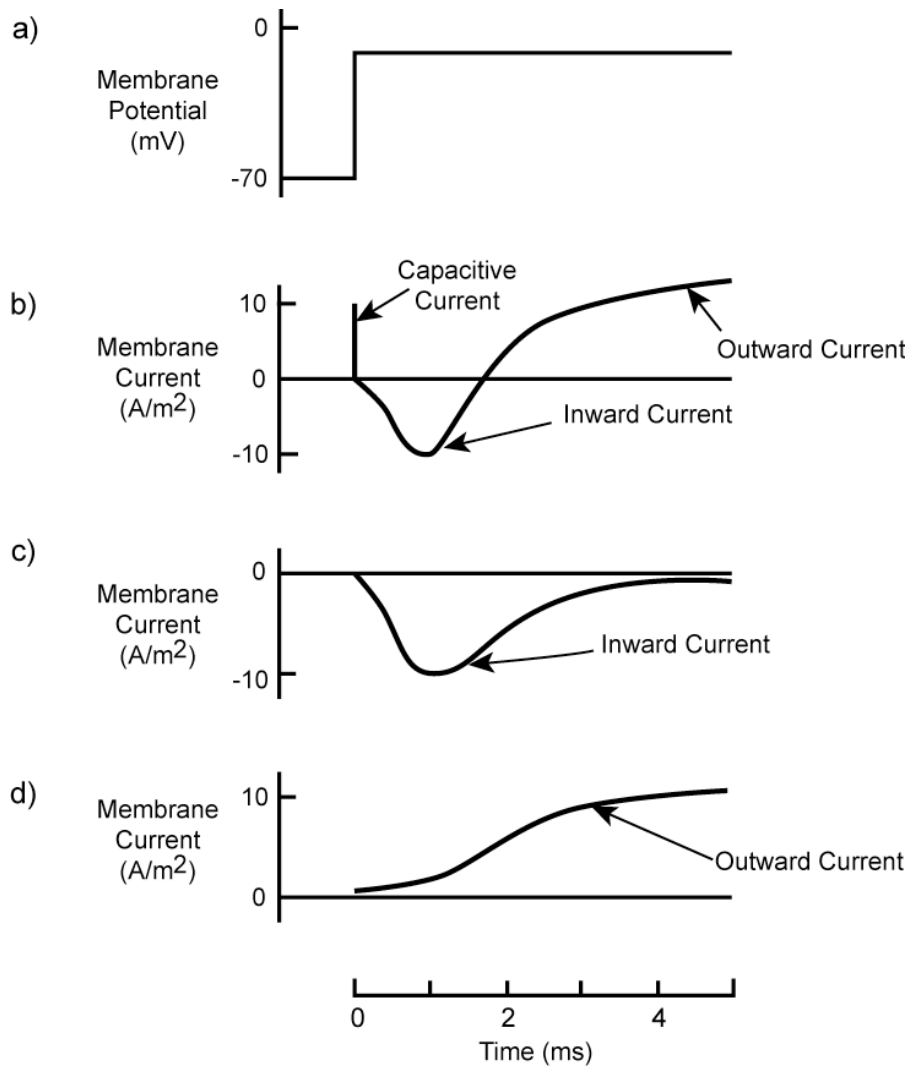 a)
0
Membrane
Potential
(mV)
-70
b)
Capacitive
Current
10
Membrane
Current
(A/m2)
0
-10
Outward Current
Inward Current
c)
0
Membrane
Current
(A/m2)
-10
Inward Current
d)
10
Membrane
Current
(A/m2)
0
Outward Current
0 2 4
Time (ms)